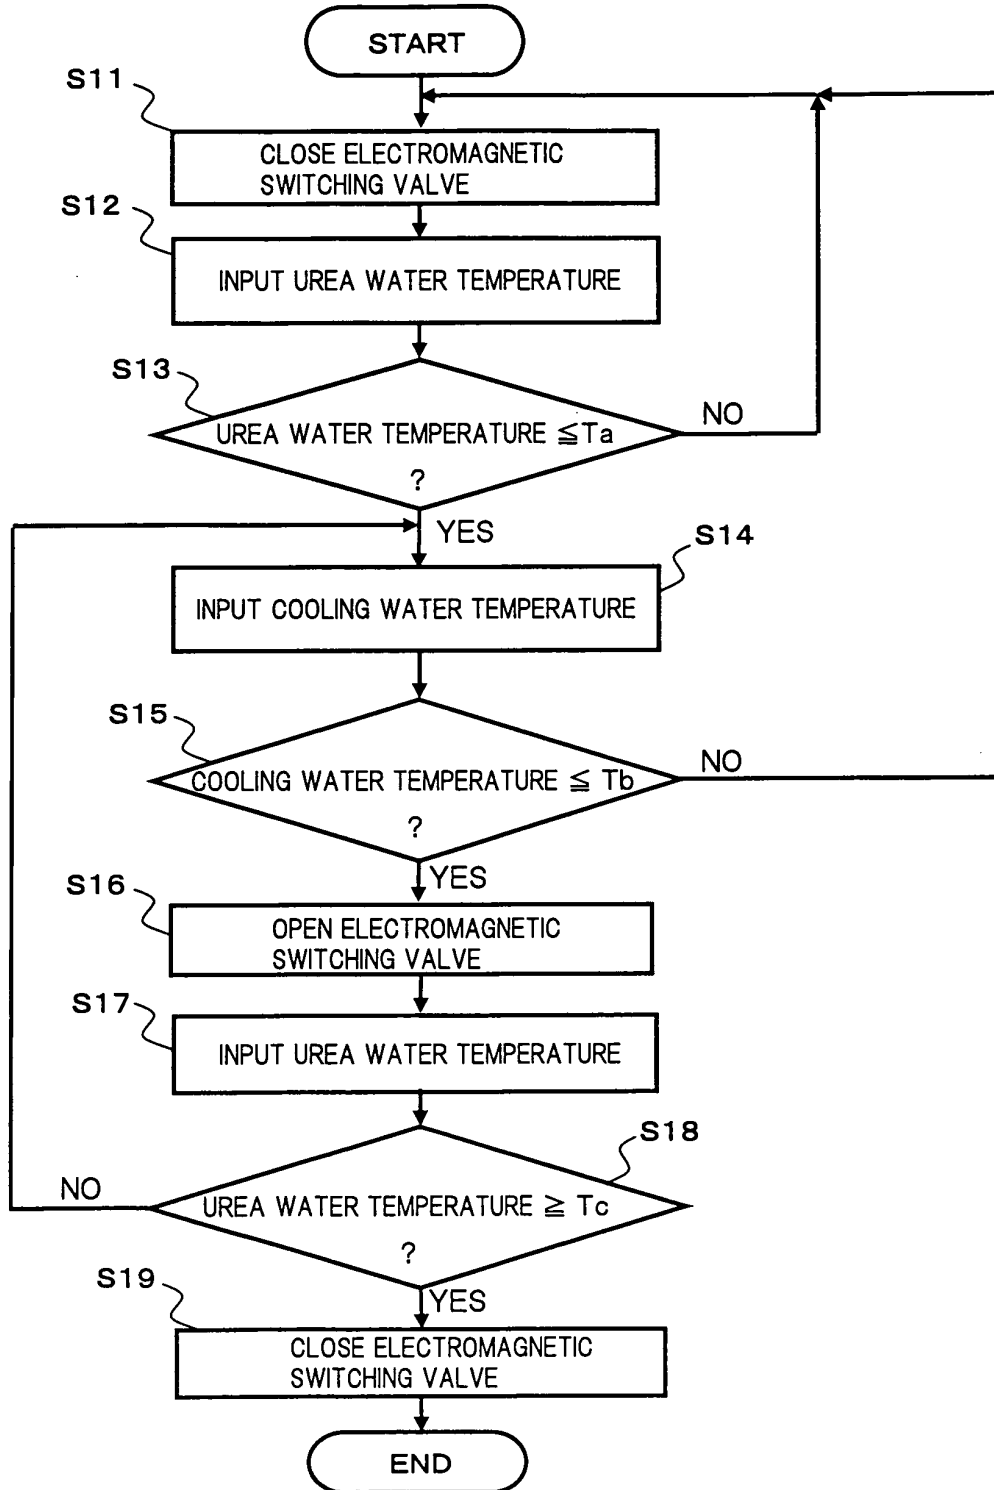 START
S11
CLOSE ELECTROMAGNETIC
SWITCHING VALVE
S12
INPUT UREA WATER TEMPERATURE
S13
UREA WATER TEMPERATURE ≦Ta
?
NO
YES
S14
INPUT COOLING WATER TEMPERATURE
S15
COOLING WATER TEMPERATURE ≦ Tb
?
NO
YES
S16
OPEN ELECTROMAGNETIC
SWITCHING VALVE
S17
INPUT UREA WATER TEMPERATURE
S18
UREA WATER TEMPERATURE ≧ Tc
?
NO
YES
S19
CLOSE ELECTROMAGNETIC
SWITCHING VALVE
END